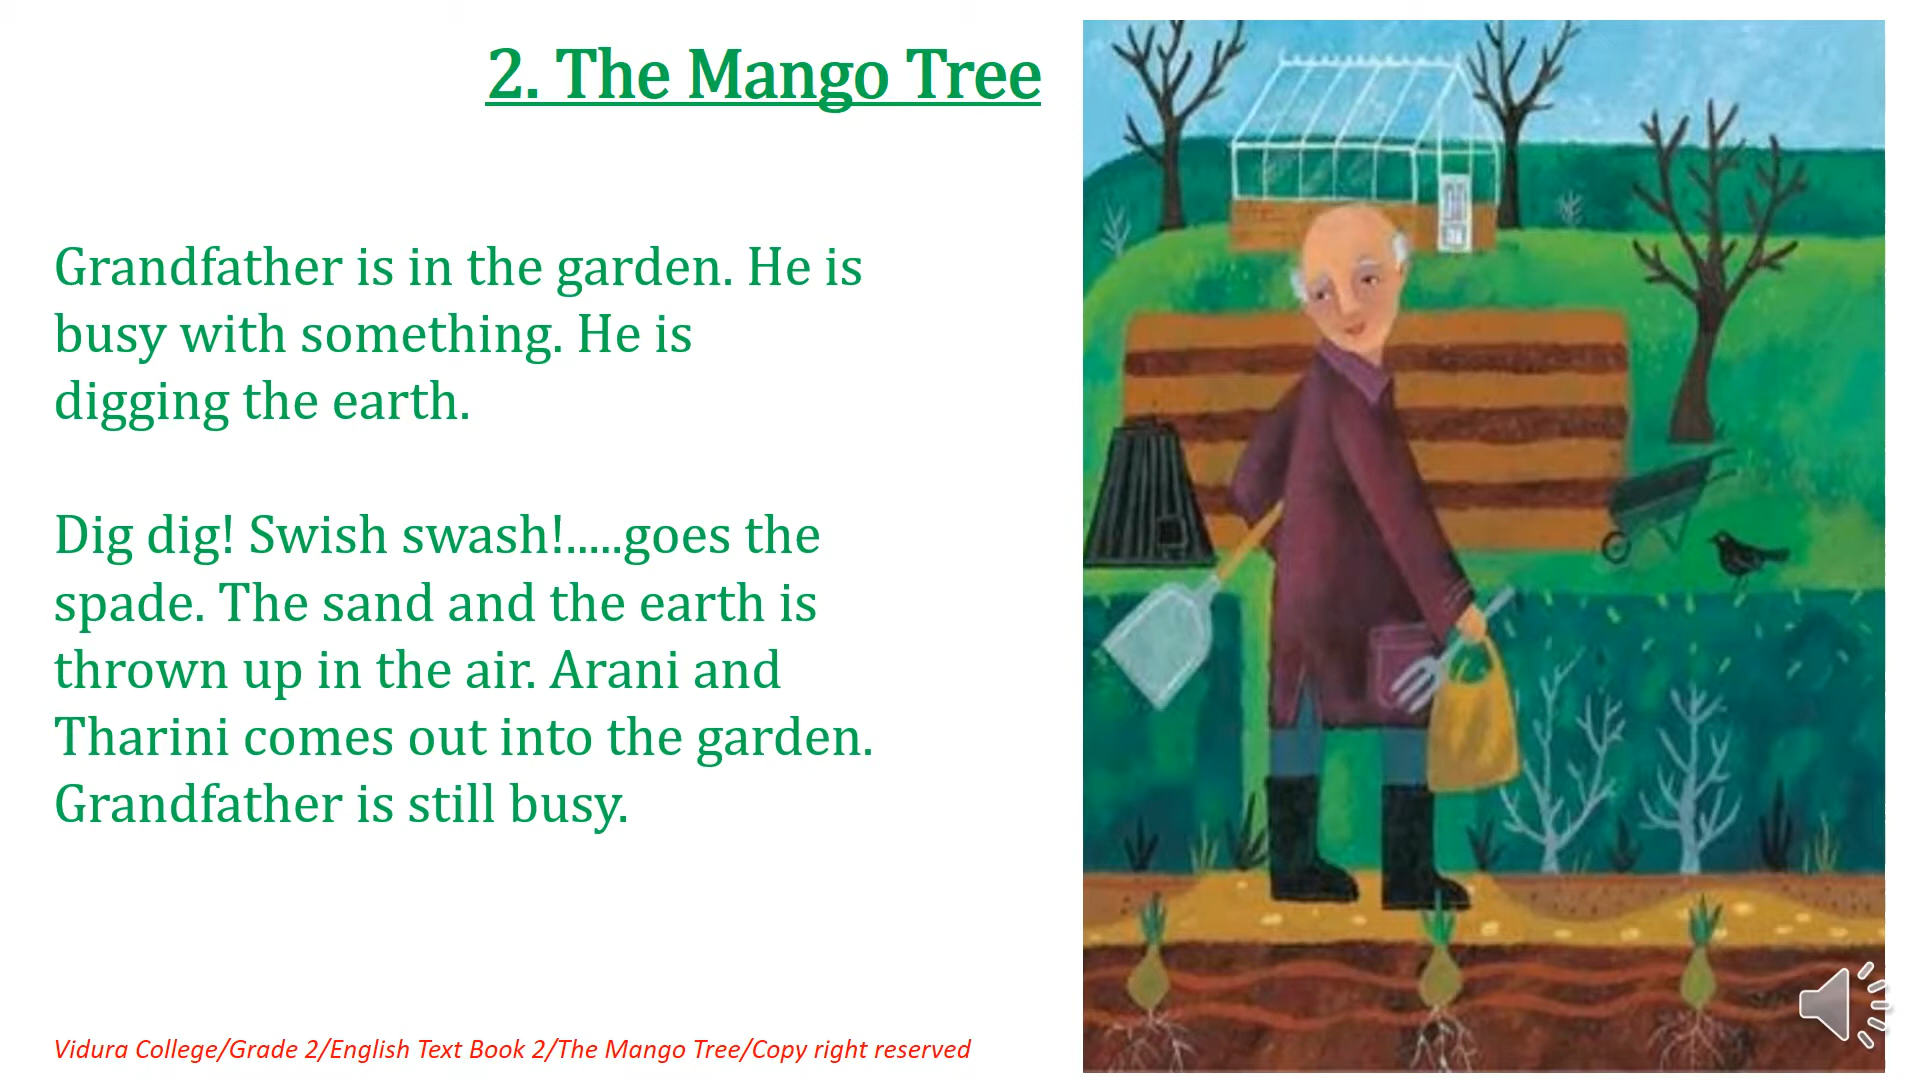 2. The Mango Tree
Grandfather is in the garden. He is
busy with something. He is
digging the earth.
Dig dig! Swish swash!.....goes the
spade. The sand and the earth is
thrown up in the air. Arani and
Tharini comes out into the garden.
Grandfather is still busy.
Vidura College/Grade 2/English Text Book 2/The Mango Tree/Copy right reserved